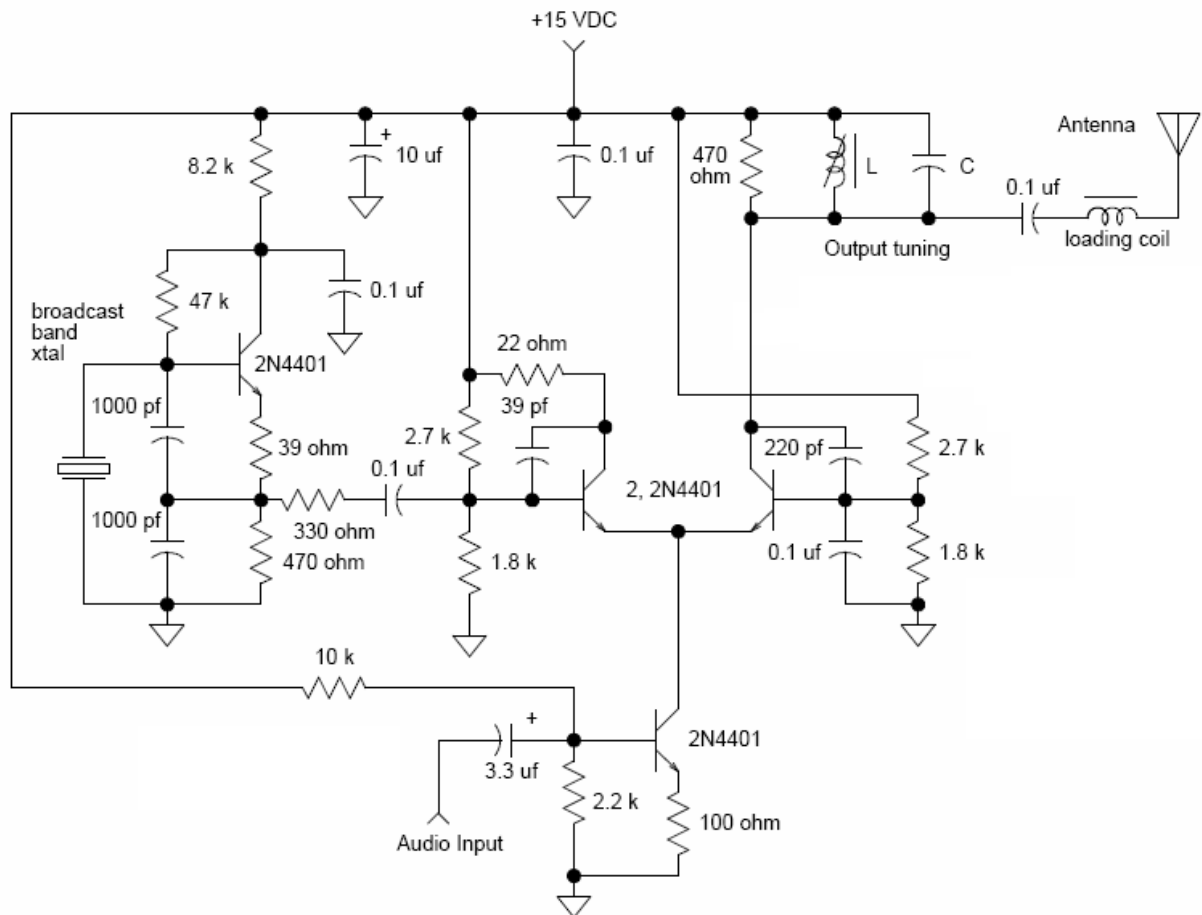 +15 VDC
Antenna
8.2 k
+
10 uf
0.1 uf
470
ohm
L
C
0.1 uf
loading coil
Output tuning
47 k
0.1 uf
broadcast
band
xtal
2N4401
22 ohm
39 pf
1000 pf
39 ohm
2.7 k
0.1 uf
220 pf
2.7 k
2, 2N4401
1000 pf
330 ohm
470 ohm
1.8 k
0.1 uf
1.8 k
10 k
+
2N4401
3.3 uf
2.2 k
100 ohm
Audio Input